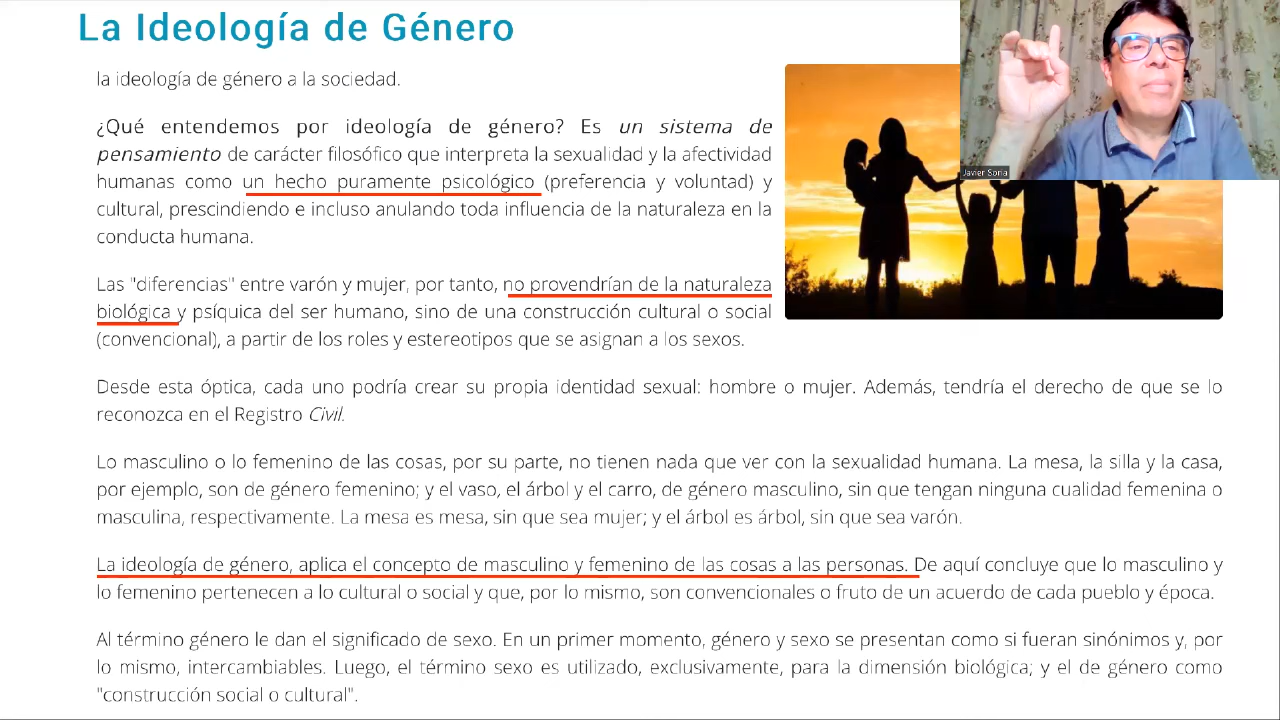 La Ideología de Género
la ideología de género a la sociedad.
¿Qué entendemos por ideología de género? Es un sistema de
pensamiento de carácter filosófico que interpreta la sexualidad y la afectividad
humanas como un hecho puramente psicológico (preferencia y voluntad) y
cultural, prescindiendo e incluso anulando toda influencia de la naturaleza en la
conducta humana.
Las "diferencias" entre varón y mujer, por tanto, no provendrían de la naturaleza
biológica y psíquica del ser humano, sino de una construcción cultural o social
(convencional), a partir de los roles y estereotipos que se asignan a los sexos.
Desde esta óptica, cada uno podría crear su propia identidad sexual: hombre o mujer. Además, tendría el derecho de que se lo
reconozca en el Registro Civil.
Lo masculino o lo femenino de las cosas, por su parte, no tienen nada que ver con la sexualidad humana. La mesa, la silla y la casa,
por ejemplo, son de género femenino; y el vaso, el árbol y el carro, de género masculino, sin que tengan ninguna cualidad femenina o
masculina, respectivamente. La mesa es mesa, sin que sea mujer; y el árbol es árbol, sin que sea varón.
La ideología de género, aplica el concepto de masculino y femenino de las cosas a las personas. De aquí concluye que lo masculino y
lo femenino pertenecen a lo cultural o social y que, por lo mismo, son convencionales o fruto de un acuerdo de cada pueblo y época.
Al término género le dan el significado de sexo. En un primer momento, género y sexo se presentan como si fueran sinónimos y, por
lo mismo, intercambiables. Luego, el término sexo es utilizado, exclusivamente, para la dimensión biológica; y el de género como
"construcción social o cultural".
Javier Soria